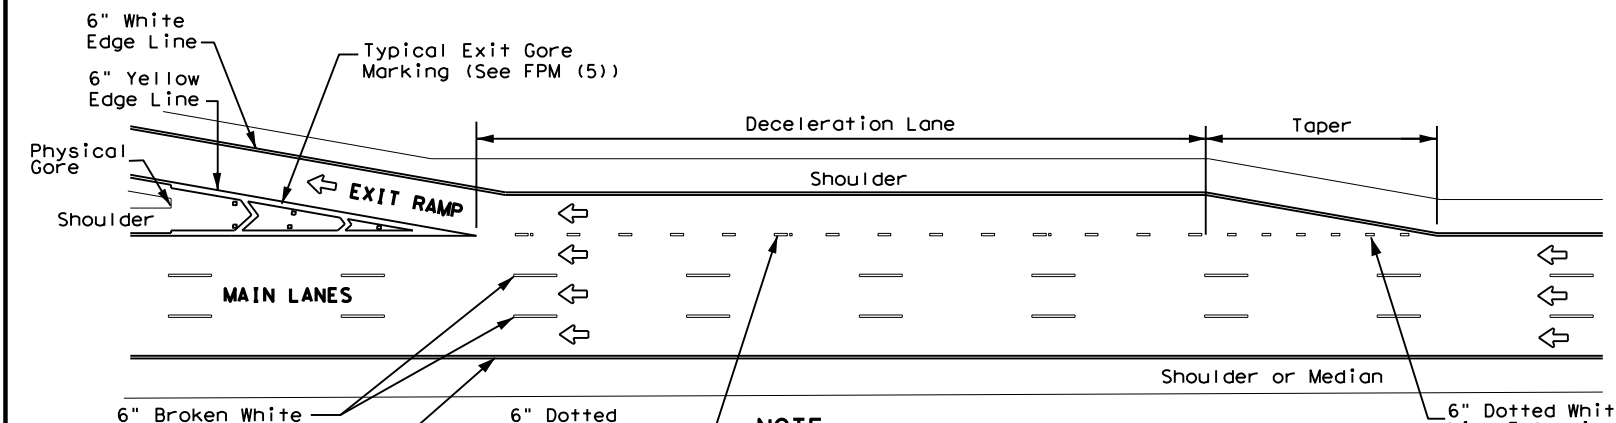 6" White
Edge Line
Typical Exit Gore
Marking (See FPM (5))
6" Yellow
Edge Line
Deceleration Lane
Taper
Physical
Gore
EXIT RAMP
Shoulder
Shoulder
MAIN LANES
Shoulder or Median
6" Broken White
6" Dotted
NOTE
6" Dotted Whit